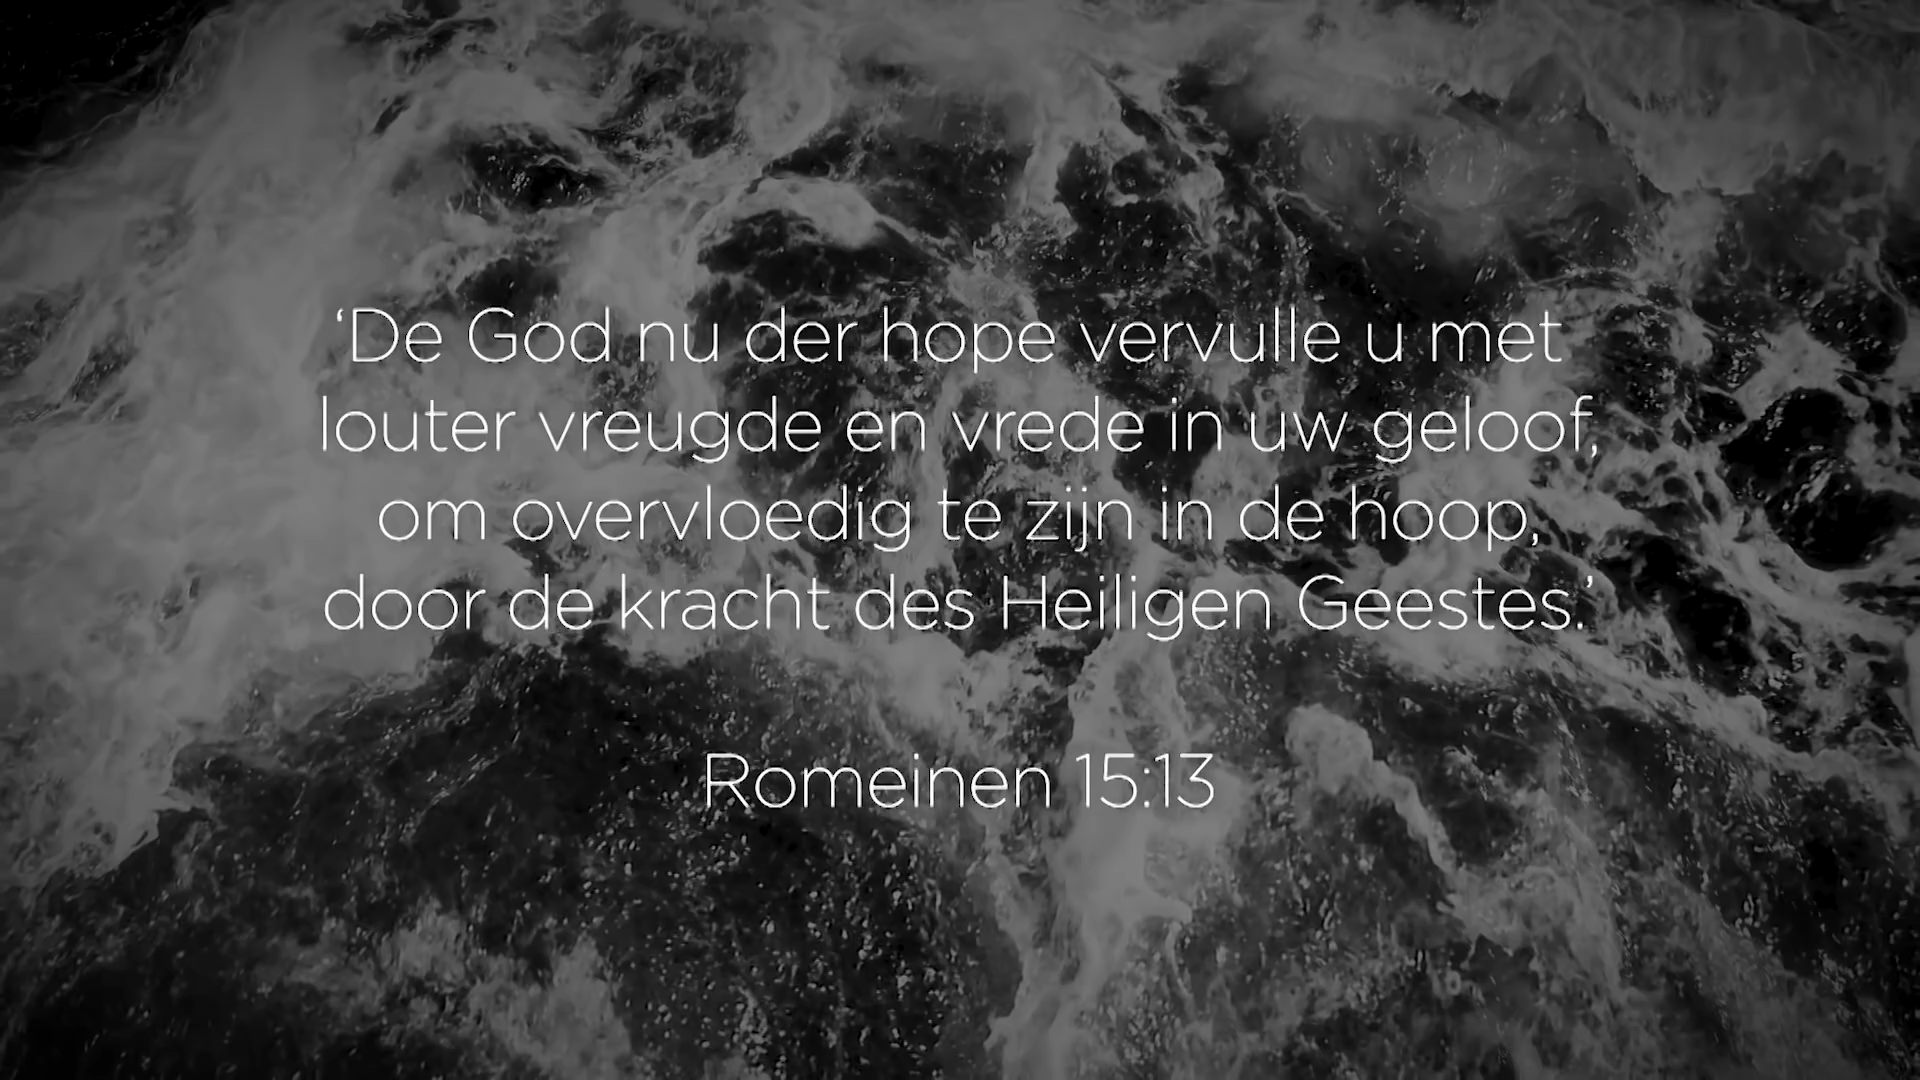 ‘De God nu der hope vervulle u met
louter vreugde en vrede in uw geloof,
om overvloedig te zijn in de hoop,
door de kracht des Heiligen Geestes.’
Romeinen 15:13